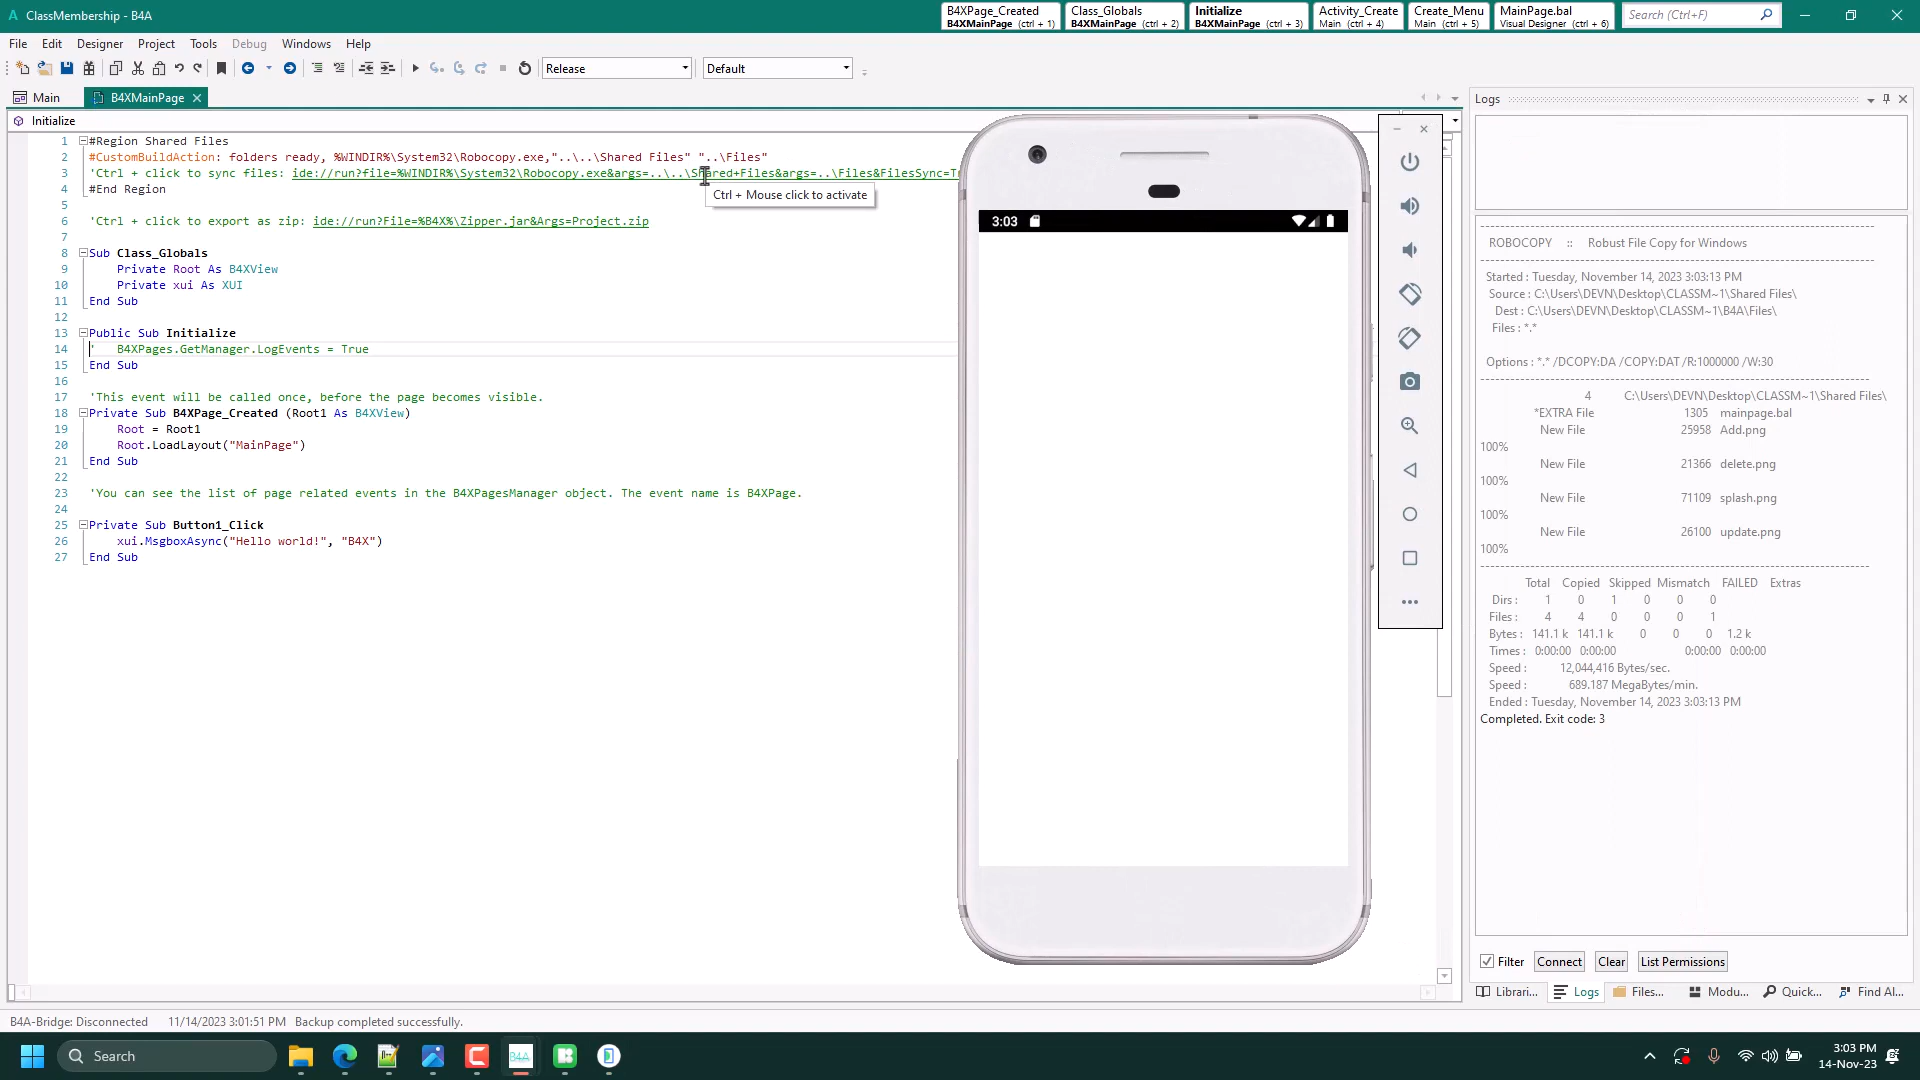 ClassMembership - B4A
B4XPage_Created
B4XMainPage (ctrl + 1)
Class_Globals
B4XMainPage (ctrl + 2)
Initialize
B4XMainPage (ctrl + 3)
Activity_Create
Main (ctrl + 4)
Create_Menu
Main (ctrl + 5)
MainPage.bal
Visual Designer (ctrl + 6)
Search (Ctrl+F)
File Edit Designer Project Tools Debug Windows Help
Release Default
Main B4XMainPage
Initialize
1 #Region Shared Files
2 #CustomBuildAction: folders ready, %WINDIR%\System32\Robocopy.exe,"..\..\Shared Files" "..\Files"
3 'Ctrl + click to sync files: ide://run?file=%WINDIR%\System32\Robocopy.exe&args=..\..\Shared+Files&args=..\Files&FilesSync=Tr
4 #End Region
Ctrl + Mouse click to activate
5
6 'Ctrl + click to export as zip: ide://run?File=%B4X%\Zipper.jar&Args=Project.zip
7
8 Sub Class_Globals
9 Private Root As B4XView
10 Private xui As XUI
11 End Sub
12
13 Public Sub Initialize
14 ' B4XPages.GetManager.LogEvents = True
15 End Sub
16
17 'This event will be called once, before the page becomes visible.
18 Private Sub B4XPage_Created (Root1 As B4XView)
19 Root = Root1
20 Root.LoadLayout("MainPage")
21 End Sub
22
23 'You can see the list of page related events in the B4XPagesManager object. The event name is B4XPage.
24
25 Private Sub Button1_Click
26 xui.MsgboxAsync("Hello world!", "B4X")
27 End Sub
3:03
Logs
ROBOCOPY :: Robust File Copy for Windows
Started : Tuesday, November 14, 2023 3:03:13 PM
Source : C:\Users\DEVN\Desktop\CLASSM~1\Shared Files\
Dest : C:\Users\DEVN\Desktop\CLASSM~1\B4A\Files\
Files : *.*
Options : *.* /DCOPY:DA /COPY:DAT /R:1000000 /W:30
4 C:\Users\DEVN\Desktop\CLASSM~1\Shared Files\
*EXTRA File 1305 mainpage.bal
New File 25958 Add.png
100%
New File 21366 delete.png
100%
New File 71109 splash.png
100%
New File 26100 update.png
100%
Total Copied Skipped Mismatch FAILED Extras
Dirs : 1 0 1 0 0 0
Files : 4 4 0 0 0 1
Bytes : 141.1 k 141.1 k 0 0 0 1.2 k
Times : 0:00:00 0:00:00 0:00:00 0:00:00
Speed : 12,044,416 Bytes/sec.
Speed : 689.187 MegaBytes/min.
Ended : Tuesday, November 14, 2023 3:03:13 PM
Completed. Exit code: 3
Filter Connect Clear List Permissions
Librari... Logs Files... Modu... Quick... Find Al...
B4A-Bridge: Disconnected 11/14/2023 3:01:51 PM Backup completed successfully.
Search
B4A
3:03 PM
14-Nov-23